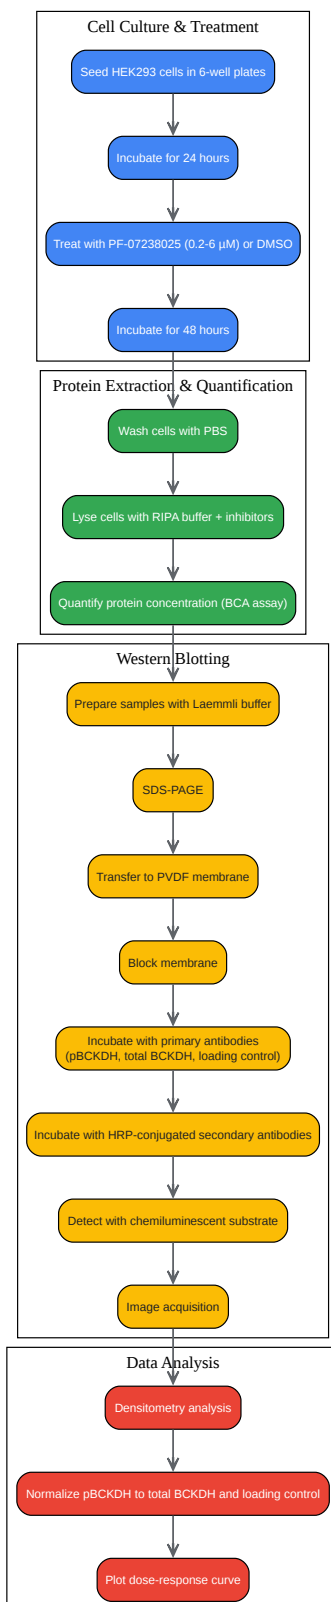 Cell Culture & Treatment
Seed HEK293 cells in 6-well plates
Incubate for 24 hours
Treat with PF-07238025 (0.2-6 µM) or DMSO
Incubate for 48 hours
Protein Extraction & Quantification
Wash cells with PBS
Lyse cells with RIPA buffer + inhibitors
Quantify protein concentration (BCA assay)
Western Blotting
Prepare samples with Laemmli buffer
SDS-PAGE
Transfer to PVDF membrane
Block membrane
Incubate with primary antibodies
(pBCKDH, total BCKDH, loading control)
Incubate with HRP-conjugated secondary antibodies
Detect with chemiluminescent substrate
Image acquisition
Data Analysis
Densitometry analysis
Normalize pBCKDH to total BCKDH and loading control
Plot dose-response curve